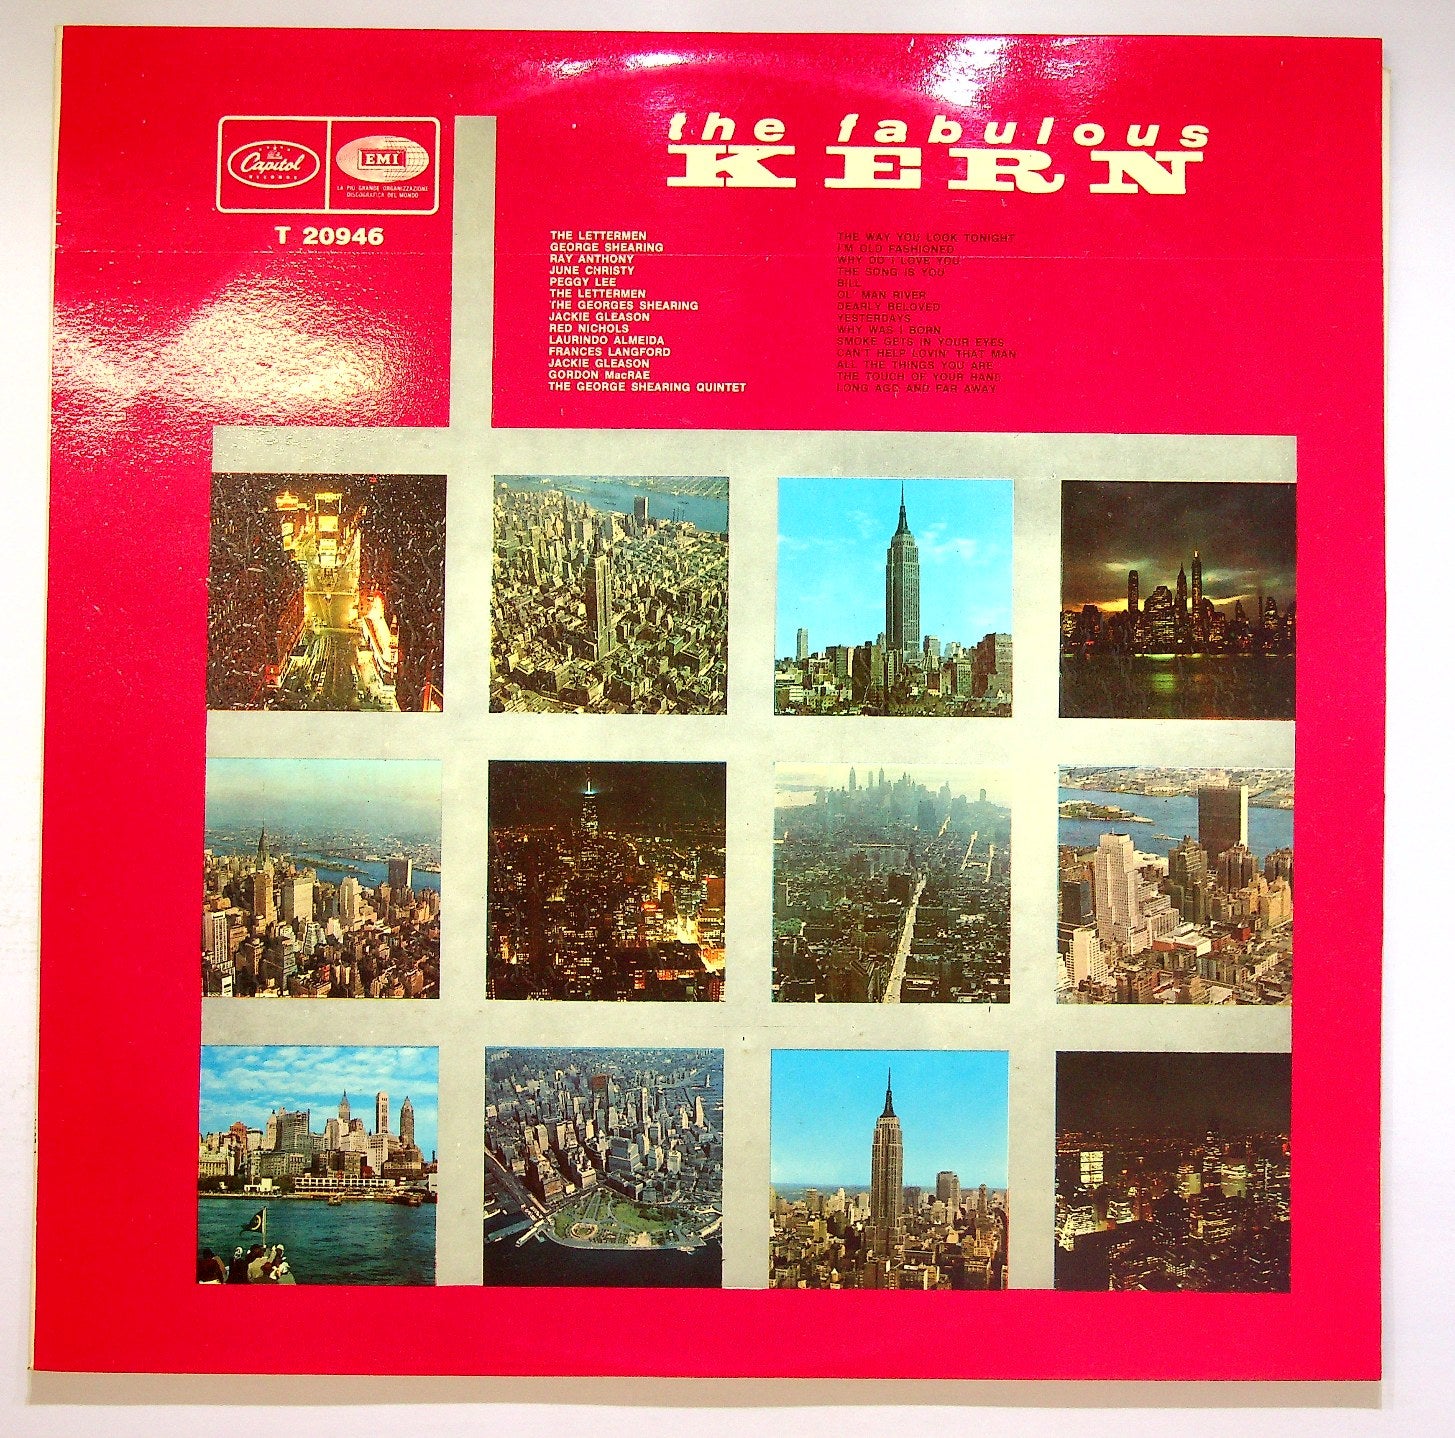 the fabulous
KERN
Capitol
RECORDS
EMI
LA PIÙ GRANDE ORGANIZZAZIONE
DISCOGRAFICA DEL MONDO
T 20946
THE LETTERMEN THE WAY YOU LOOK TONIGHT
GEORGE SHEARING I'M OLD FASHIONED
RAY ANTHONY WHY DO I LOVE YOU
JUNE CHRISTY THE SONG IS YOU
PEGGY LEE BILL
THE LETTERMEN OL' MAN RIVER
THE GEORGES SHEARING DEARLY BELOVED
JACKIE GLEASON YESTERDAYS
RED NICHOLS WHY WAS I BORN
LAURINDO ALMEIDA SMOKE GETS IN YOUR EYES
FRANCES LANGFORD CAN'T HELP LOVIN' THAT MAN
JACKIE GLEASON ALL THE THINGS YOU ARE
GORDON MacRAE THE TOUCH OF YOUR HAND
THE GEORGE SHEARING QUINTET LONG AGO AND FAR AWAY